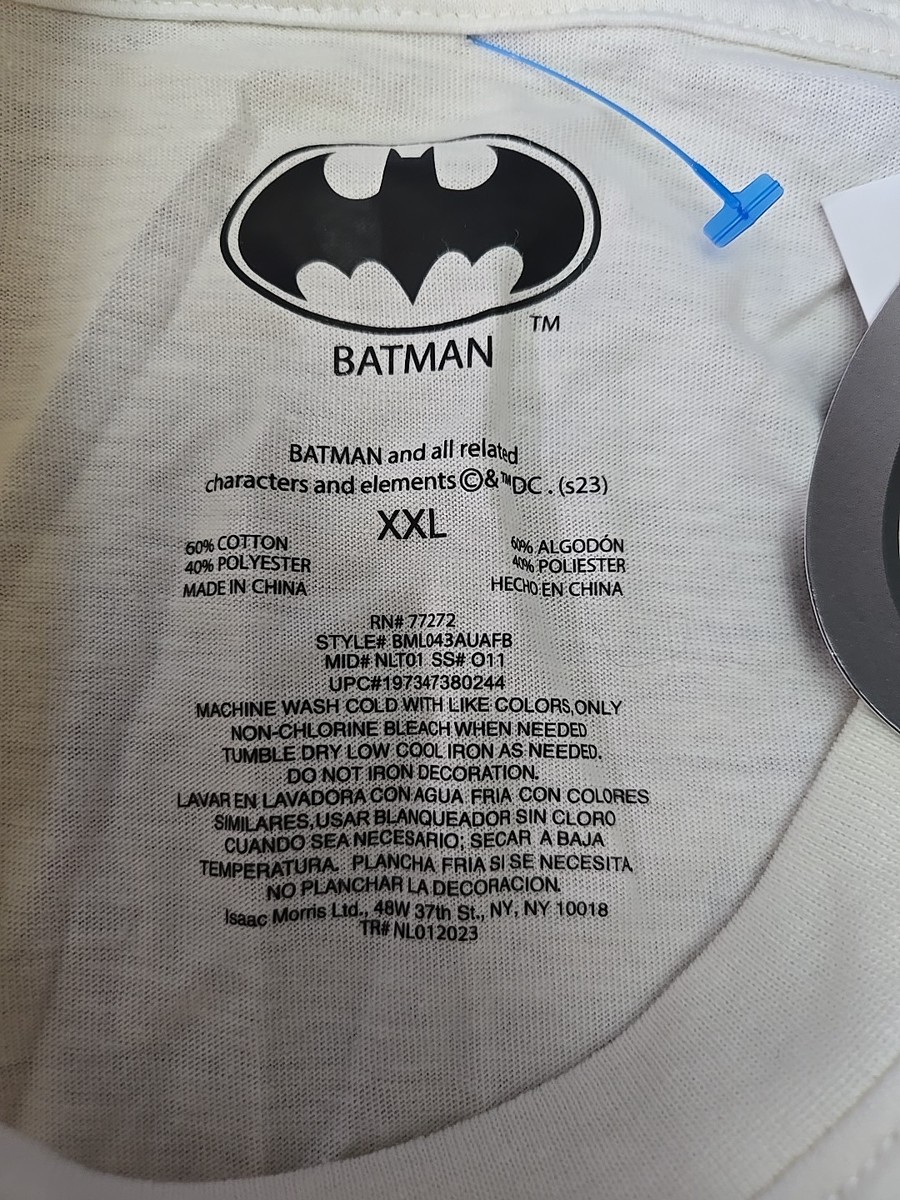 TM
BATMAN
BATMAN and all related
characters and elements ©&™DC. (s23)
XXL
60% COTTON
40% POLYESTER
MADE IN CHINA
60% ALGODÓN
40% POLIESTER
HECHO EN CHINA
RN# 77272
STYLE# BML043AUAFB
MID# NLT01 SS# O11
UPC#197347380244
MACHINE WASH COLD WITH LIKE COLORS,ONLY
NON-CHLORINE BLEACH WHEN NEEDED
TUMBLE DRY LOW COOL IRON AS NEEDED.
DO NOT IRON DECORATION.
LAVAR EN LAVADORA CON AGUA FRIA CON COLORES
SIMILARES,USAR BLANQUEADOR SIN CLORO
CUANDO SEA NECESARIO; SECAR A BAJA
TEMPERATURA. PLANCHA FRIA SI SE NECESITA
NO PLANCHAR LA DECORACION.
Isaac Morris Ltd., 48W 37th St., NY, NY 10018
TR# NL012023